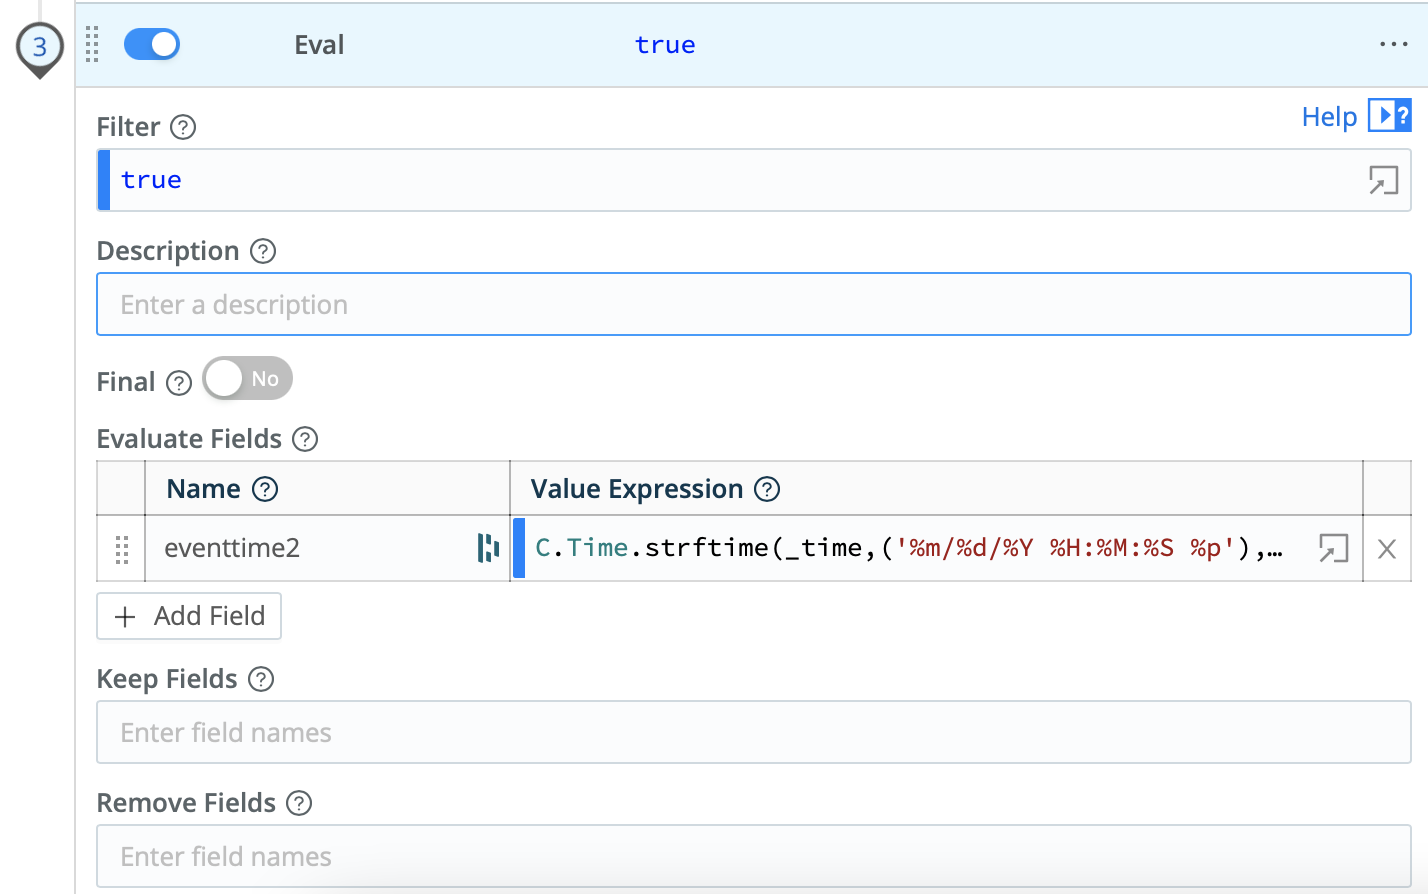 3 Eval true ...
Help
Filter ?
true
Description ?
Enter a description
Final ? No
Evaluate Fields ?
Name ? Value Expression ?
eventtime2 C.Time.strftime(_time,('%m/%d/%Y %H:%M:%S %p'),…
+ Add Field
Keep Fields ?
Enter field names
Remove Fields ?
Enter field names